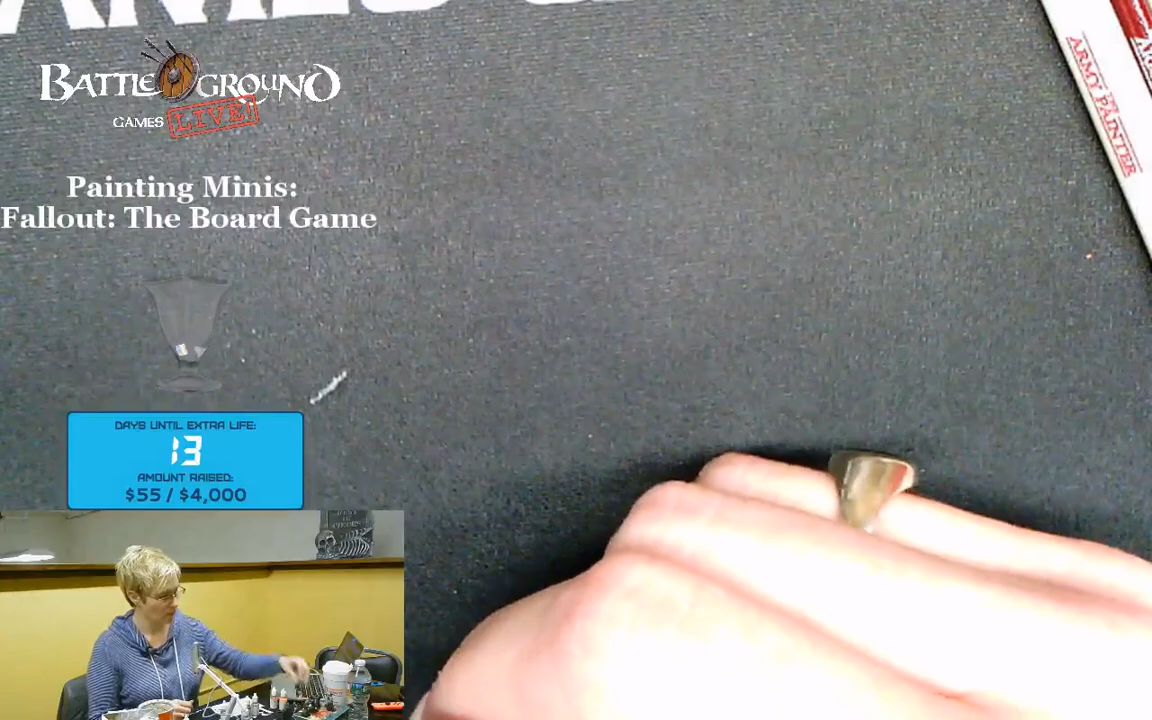 BATTLEGROUND
GAMES LIVE!
Painting Minis:
Fallout: The Board Game
DAYS UNTIL EXTRA LIFE:
13
AMOUNT RAISED:
$55 / $4,000
ARMY PAINTER